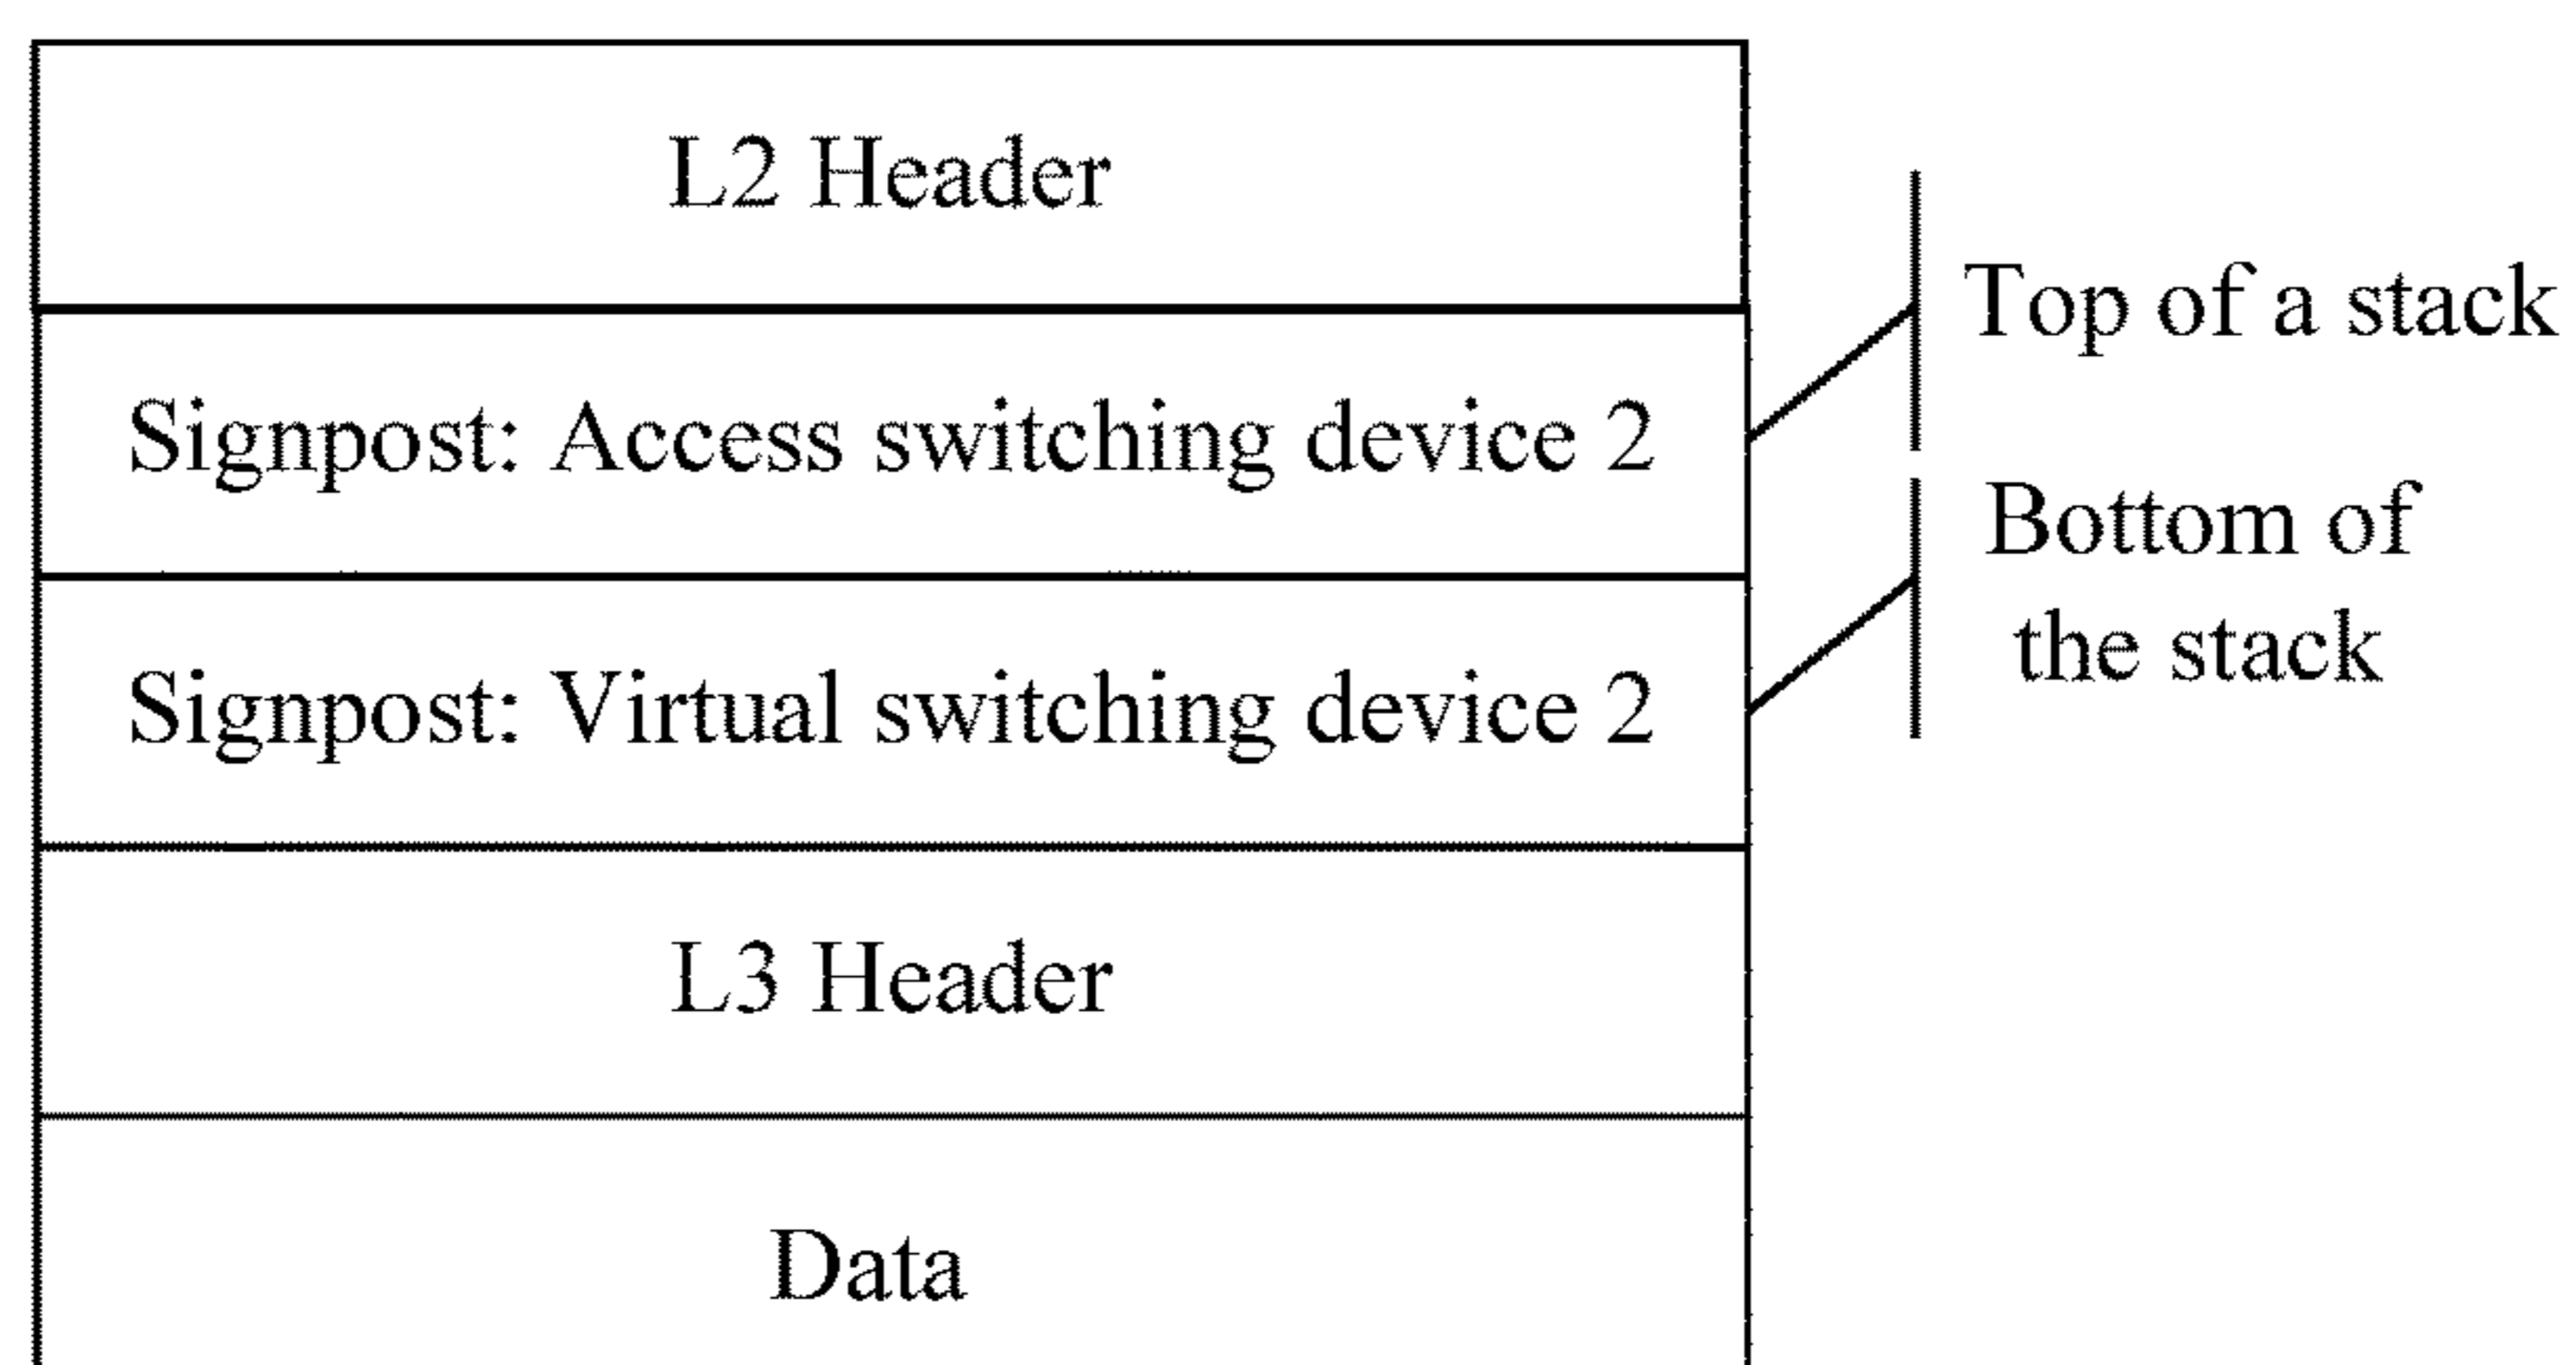 L2 Header
Signpost: Access switching device 2
Top of a stack
Signpost: Virtual switching device 2
Bottom of
the stack
L3 Header
Data